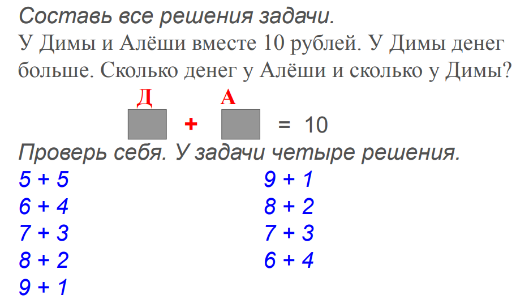 Составь все решения задачи.
У Димы и Алёши вместе 10 рублей. У Димы денег
больше. Сколько денег у Алёши и сколько у Димы?
Д А
+ = 10
Проверь себя. У задачи четыре решения.
5 + 5 9 + 1
6 + 4 8 + 2
7 + 3 7 + 3
8 + 2 6 + 4
9 + 1